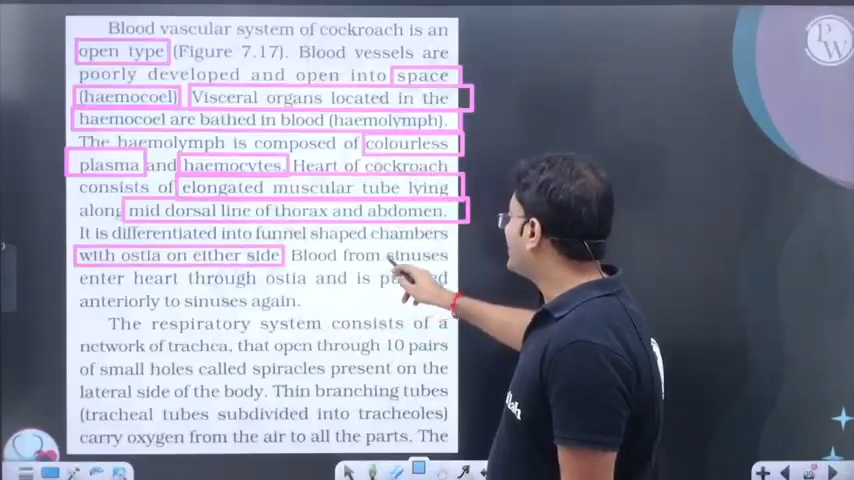 Blood vascular system of cockroach is an
open type (Figure 7.17). Blood vessels are
poorly developed and open into space
(haemocoel). Visceral organs located in the
haemocoel are bathed in blood (haemolymph).
The haemolymph is composed of colourless
plasma and haemocytes. Heart of cockroach
consists of elongated muscular tube lying
along mid dorsal line of thorax and abdomen.
It is differentiated into funnel shaped chambers
with ostia on either side. Blood from sinuses
enter heart through ostia and is
anteriorly to sinuses again.
The respiratory system consists of a
network of trachea, that open through 10 pairs
of small holes called spiracles present on the
lateral side of the body. Thin branching tubes
(tracheal tubes subdivided into tracheoles)
carry oxygen from the air to all the parts. The
PW
llah